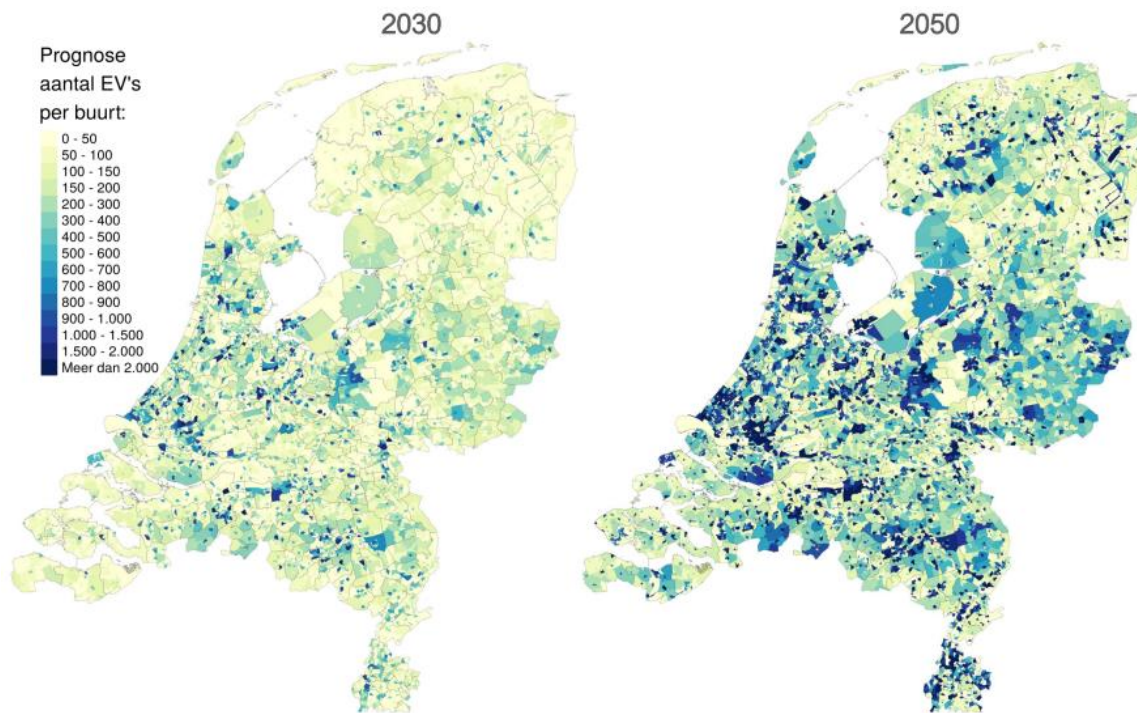 2030
2050
Prognose
aantal EV's
per buurt:
0 - 50
50 - 100
100 - 150
150 - 200
200 - 300
300 - 400
400 - 500
500 - 600
600 - 700
700 - 800
800 - 900
900 - 1.000
1.000 - 1.500
1.500 - 2.000
Meer dan 2.000